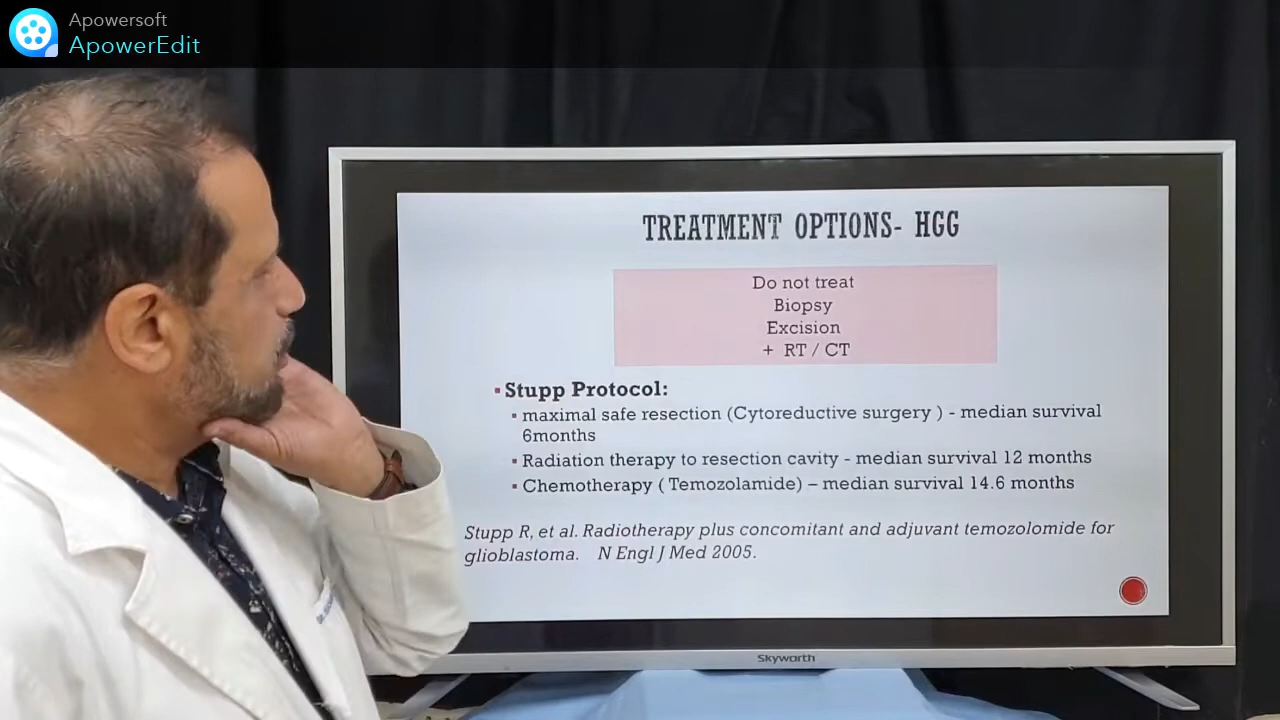 Apowersoft
ApowerEdit
TREATMENT OPTIONS- HGG
Do not treat
Biopsy
Excision
+ RT / CT
▪ Stupp Protocol:
▪ maximal safe resection (Cytoreductive surgery ) - median survival
6months
▪ Radiation therapy to resection cavity - median survival 12 months
▪ Chemotherapy ( Temozolamide) – median survival 14.6 months
Stupp R, et al. Radiotherapy plus concomitant and adjuvant temozolomide for
glioblastoma. N Engl J Med 2005.
Skyworth